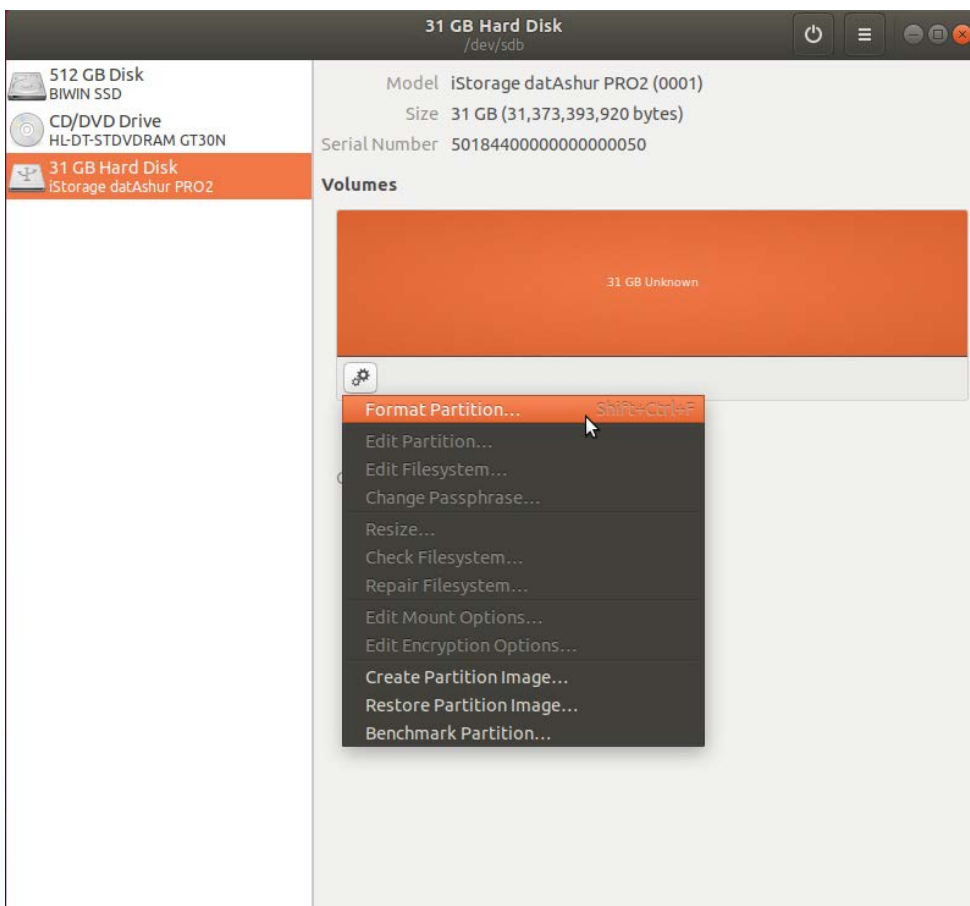 31 GB Hard Disk
/dev/sdb
512 GB Disk
BIWIN SSD
CD/DVD Drive
HL-DT-STDVDRAM GT30N
31 GB Hard Disk
iStorage datAshur PRO2
Model iStorage datAshur PRO2 (0001)
Size 31 GB (31,373,393,920 bytes)
Serial Number 50184400000000000050
Volumes
31 GB Unknown
Format Partition... Shift+Ctrl+F
Edit Partition...
Edit Filesystem...
Change Passphrase...
Resize...
Check Filesystem...
Repair Filesystem...
Edit Mount Options...
Edit Encryption Options...
Create Partition Image...
Restore Partition Image...
Benchmark Partition...